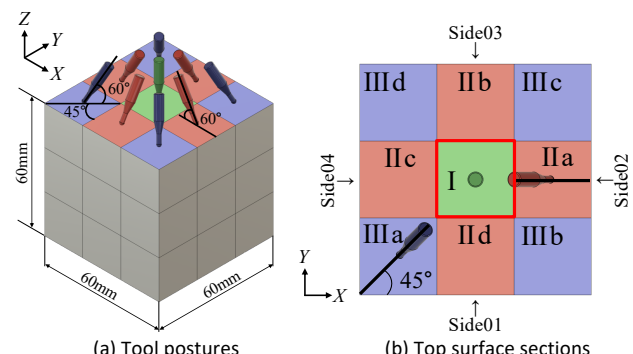 Z
Y
X
60°
60°
45°
60mm
60mm
60mm
(a) Tool postures
Side03
IIId
IIb
IIIc
Side04
IIc
I
IIa
Side02
IIIa
IId
IIIb
45°
Y
X
Side01
(b) Top surface sections